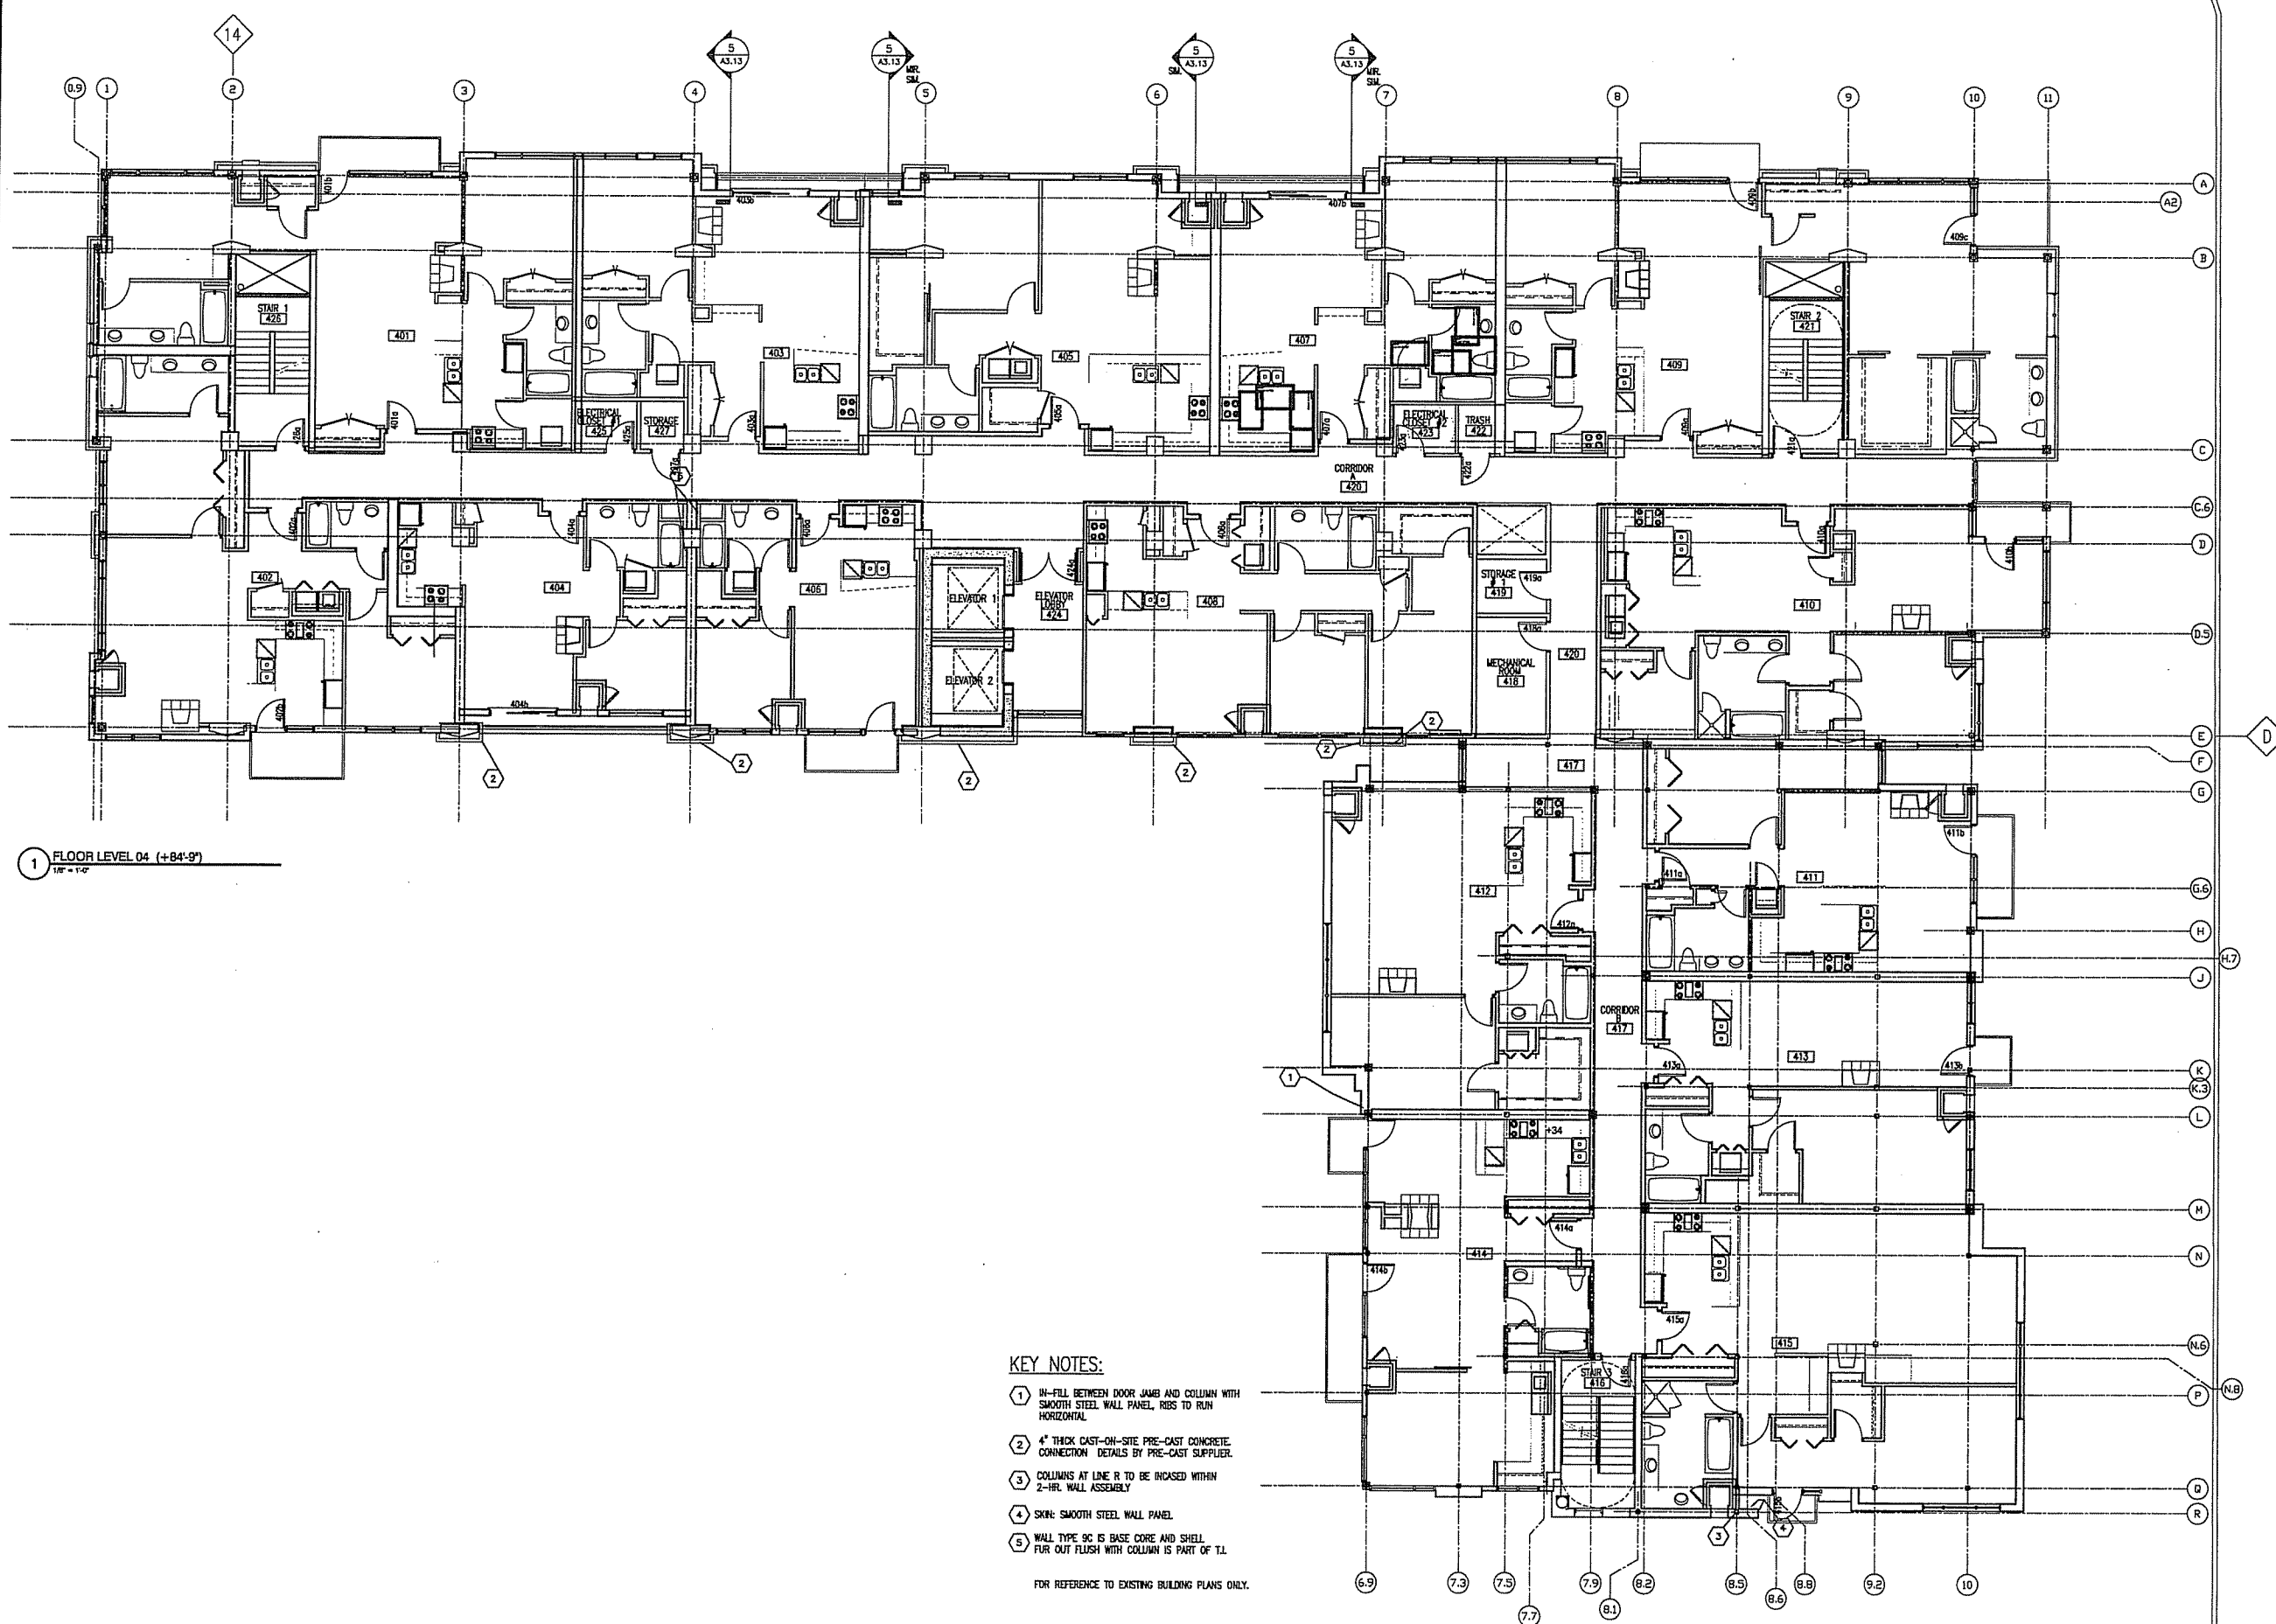 14
5
A3.13
5
A3.13
MIR.
SIM.
5
A3.13
SIM.
5
A3.13
MIR.
SIM.
0.9
1
2
3
4
5
6
7
8
9
10
11
A
A2
B
C
C.6
D
D.5
E
F
G
G.6
H
H.7
J
K
K.3
L
M
N
N.6
N.8
P
Q
R
D
401b
403b
407b
409b
409c
STAIR 1
426
401
403
405
407
409
STAIR 2
421
401a
426a
ELECTRICAL
CLOSET #1
425
425a
STORAGE
427
403a
405a
407a
ELECTRICAL
CLOSET #2
423
423a
TRASH
422
422a
409a
421a
427a
5
CORRIDOR
A
420
402a
404a
406a
408a
410a
410b
402
404
406
ELEVATOR 1
ELEVATOR
LOBBY
424
424a
408
STORAGE
# 1
419
419a
418a
410
ELEVATOR 2
MECHANICAL
ROOM
418
420
402b
404b
2
2
2
2
2
2
417
1 FLOOR LEVEL 04 (+84'-9")
1/8" = 1'-0"
411b
411a
411
412
412a
CORRIDOR
B
417
413
413a
413b
1
+34
414a
414
414b
415a
415
STAIR 3
416
416a
3
4
KEY NOTES:
1 IN-FILL BETWEEN DOOR JAMB AND COLUMN WITH
SMOOTH STEEL WALL PANEL, RIBS TO RUN
HORIZONTAL
2 4" THICK CAST-ON-SITE PRE-CAST CONCRETE.
CONNECTION DETAILS BY PRE-CAST SUPPLIER.
3 COLUMNS AT LINE R TO BE INCASED WITHIN
2-HR. WALL ASSEMBLY
4 SKIN: SMOOTH STEEL WALL PANEL
5 WALL TYPE 9C IS BASE CORE AND SHELL
FUR OUT FLUSH WITH COLUMN IS PART OF T.I.
FOR REFERENCE TO EXISTING BUILDING PLANS ONLY.
6.9
7.3
7.5
7.7
7.9
8.1
8.2
8.5
8.6
8.8
9.2
10